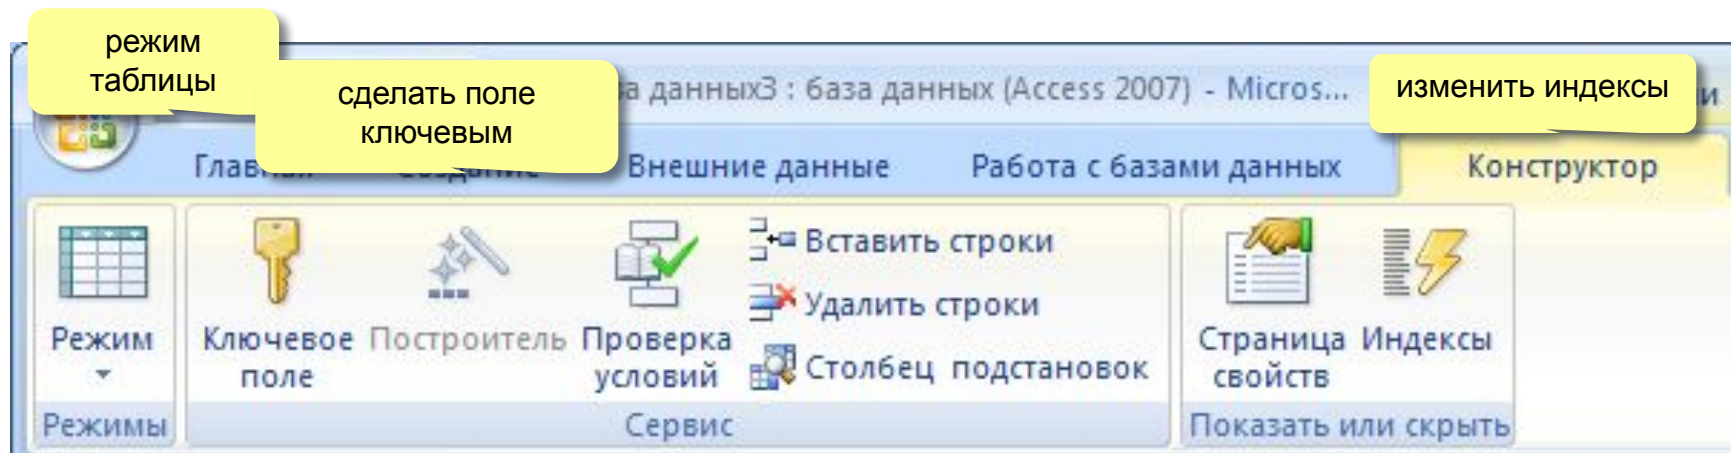 режим
таблицы
сделать поле
ключевым
изменить индексы
данных3 : база данных (Access 2007) - Micros...
Главная Создание Внешние данные Работа с базами данных Конструктор
Режим
Ключевое
поле
Построитель
Проверка
условий
Вставить строки
Удалить строки
Столбец подстановок
Страница
свойств
Индексы
Режимы
Сервис
Показать или скрыть